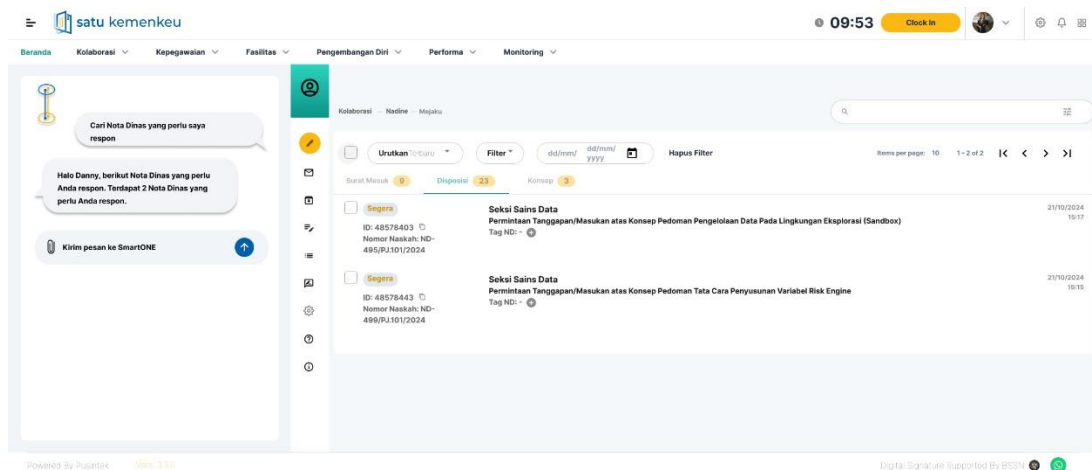 satu kemenkeu
09:53
Clock In
Beranda
Kolaborasi
Kepegawaian
Fasilitas
Pengembangan Diri
Performa
Monitoring
Cari Nota Dinas yang perlu saya
respon
Halo Danny, berikut Nota Dinas yang perlu
Anda respon. Terdapat 2 Nota Dinas yang
perlu Anda respon.
Kirim pesan ke SmartONE
Kolaborasi – Nadine – Mejaku
Urutkan Terbaru
Filter
dd/mm/
dd/mm/
yyyy
Hapus Filter
Items per page: 10
1 – 2 of 2
Surat Masuk 9
Disposisi 23
Konsep 3
Segera
ID: 48578403
Nomor Naskah: ND-
495/PJ.101/2024
Seksi Sains Data
Permintaan Tanggapan/Masukan atas Konsep Pedoman Pengelolaan Data Pada Lingkungan Eksplorasi (Sandbox)
Tag ND: -
21/10/2024
15:17
Segera
ID: 48578443
Nomor Naskah: ND-
499/PJ.101/2024
Seksi Sains Data
Permintaan Tanggapan/Masukan atas Konsep Pedoman Tata Cara Penyusunan Variabel Risk Engine
Tag ND: -
21/10/2024
15:15
Powered By Pusintek
Digital Signature Supported By BSSN